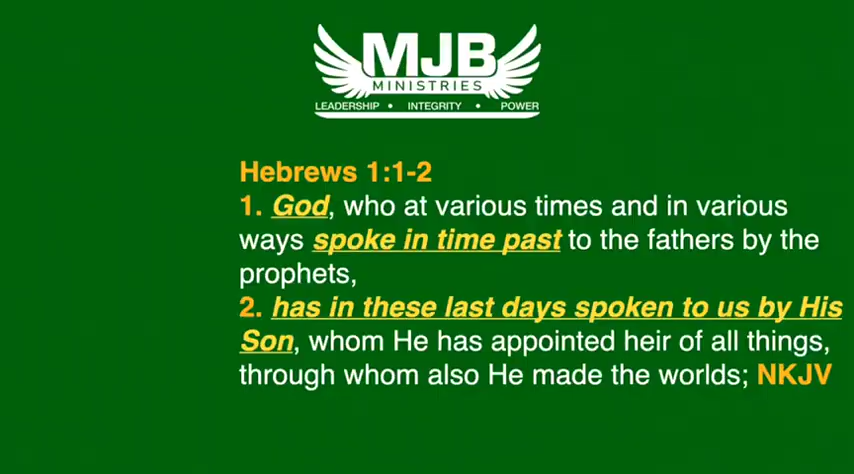 MJB
MINISTRIES
LEADERSHIP • INTEGRITY • POWER
Hebrews 1:1-2
1. God, who at various times and in various
ways spoke in time past to the fathers by the
prophets,
2. has in these last days spoken to us by His
Son, whom He has appointed heir of all things,
through whom also He made the worlds; NKJV